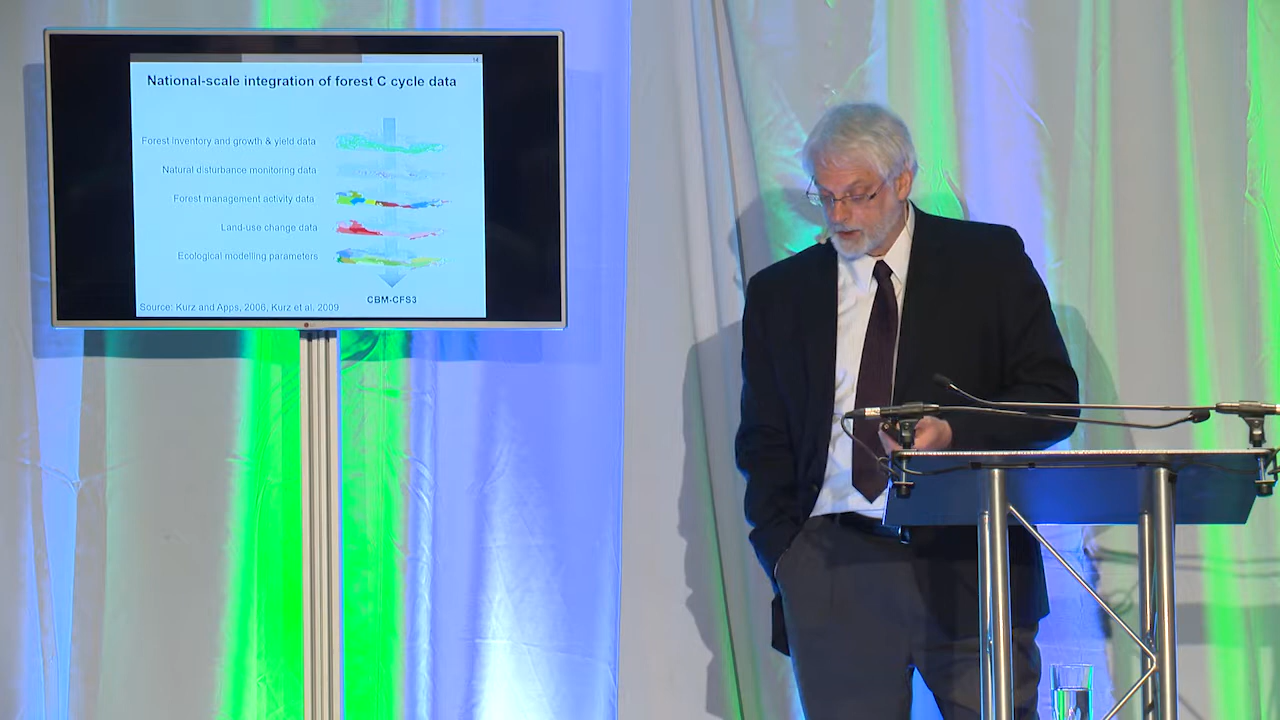 14
National-scale integration of forest C cycle data
Forest inventory and growth & yield data
Natural disturbance monitoring data
Forest management activity data
Land-use change data
Ecological modelling parameters
CBM-CFS3
Source: Kurz and Apps, 2006, Kurz et al. 2009
LG